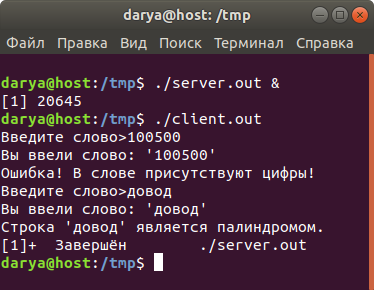 darya@host: /tmp
Файл Правка Вид Поиск Терминал Справка
darya@host:/tmp$ ./server.out &
[1] 20645
darya@host:/tmp$ ./client.out
Введите слово>100500
Вы ввели слово: '100500'
Ошибка! В слове присутствуют цифры!
Введите слово>довод
Вы ввели слово: 'довод'
Строка 'довод' является палиндромом.
[1]+  Завершён        ./server.out
darya@host:/tmp$